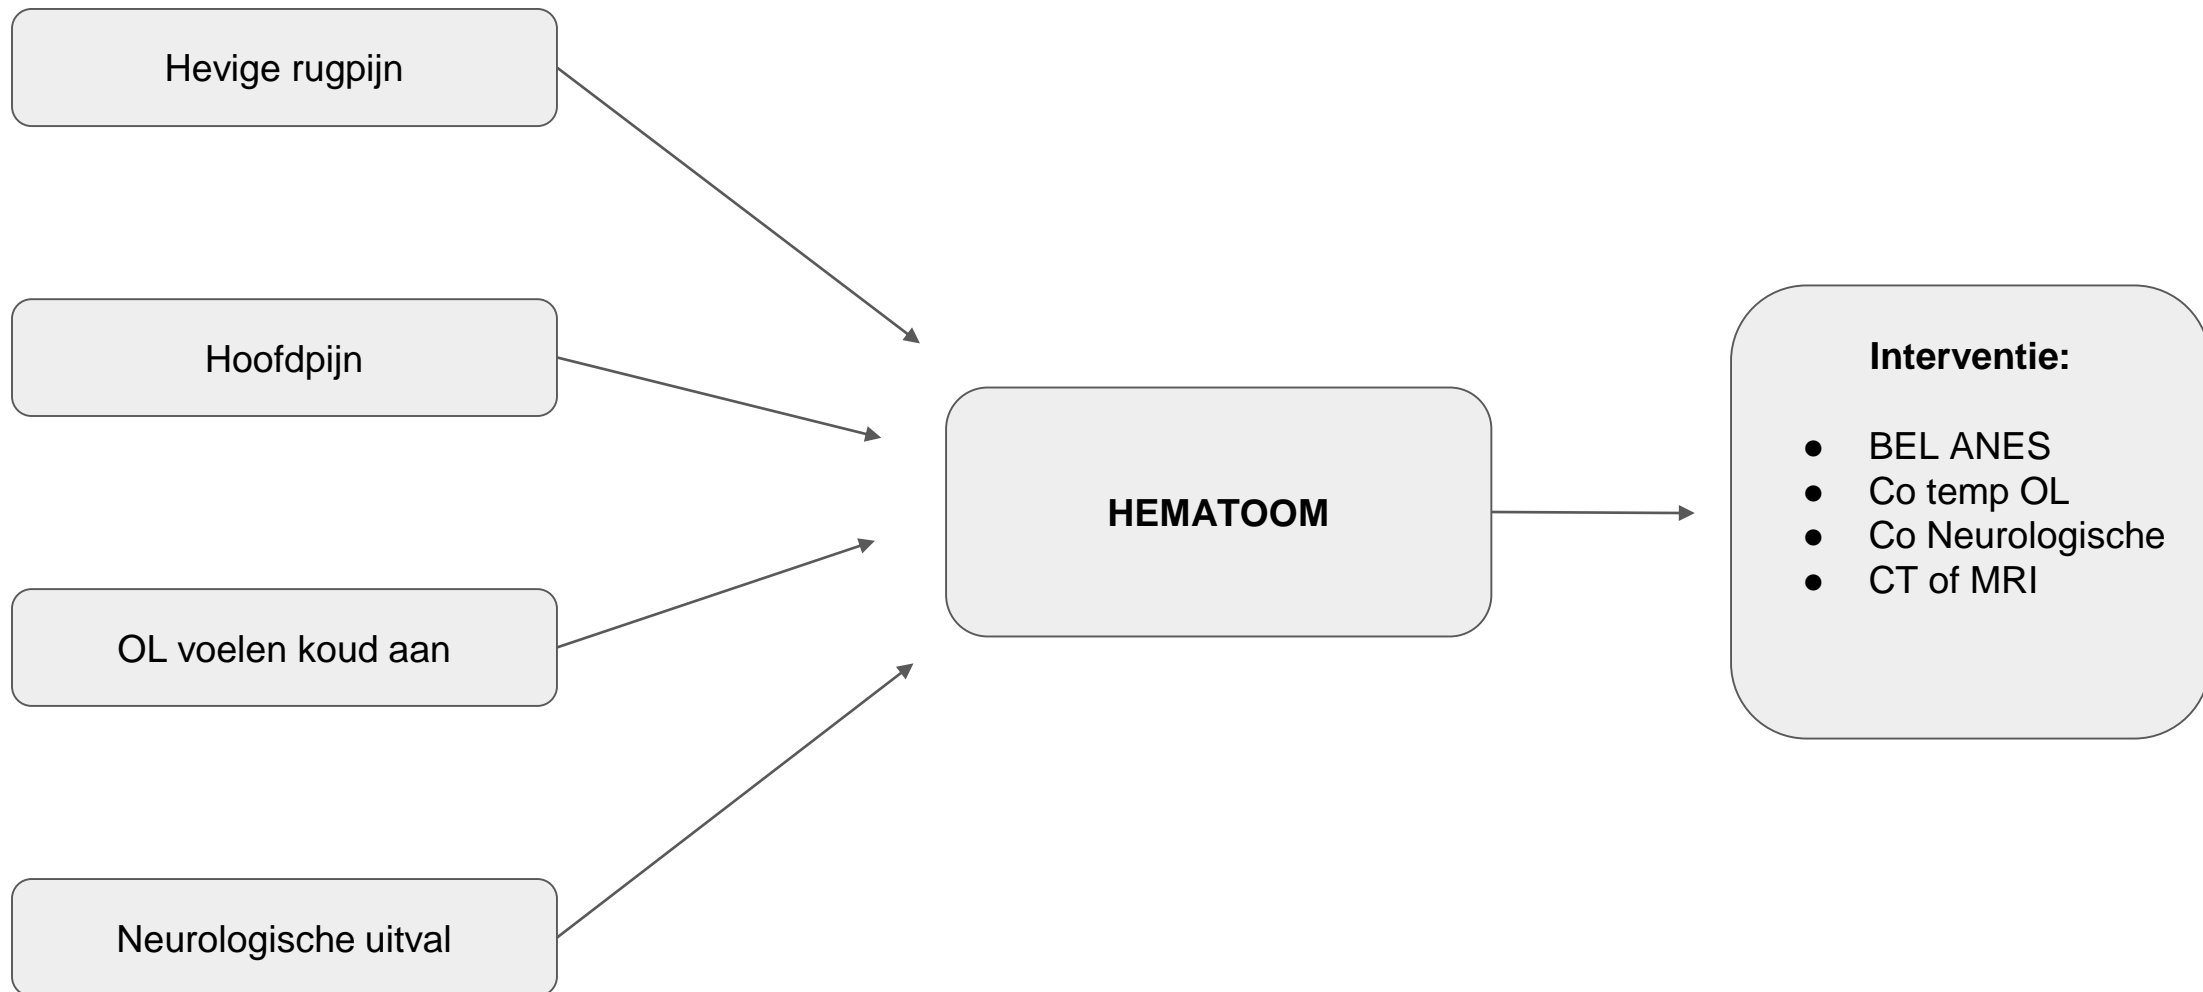 Hevige rugpijn
Hoofdpijn
OL voelen koud aan
Neurologische uitval
HEMATOOM
Interventie:
● BEL ANES
● Co temp OL
● Co Neurologische
● CT of MRI